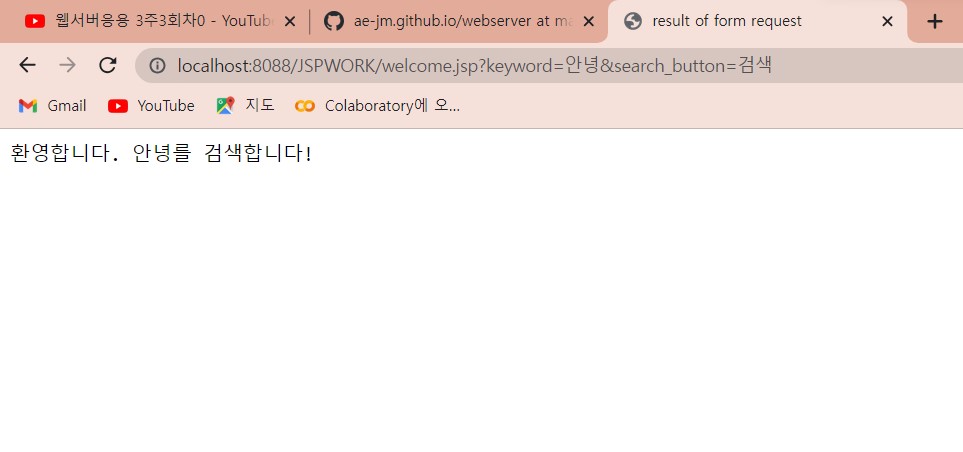 웹서버응용 3주3회차0 - YouTube
ae-jm.github.io/webserver at ma
result of form request
localhost:8088/JSPWORK/welcome.jsp?keyword=안녕&search_button=검색
Gmail
YouTube
지도
Colaboratory에 오...
환영합니다. 안녕를 검색합니다!